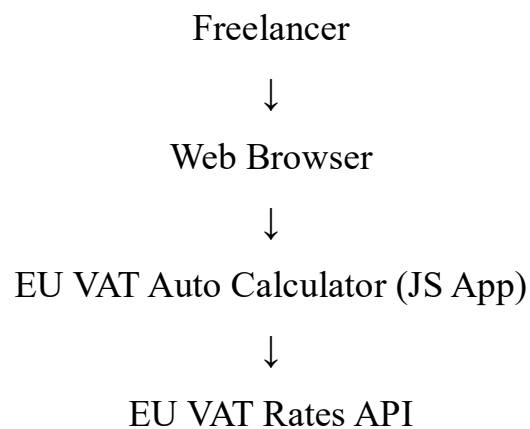 Freelancer
↓
Web Browser
↓
EU VAT Auto Calculator (JS App)
↓
EU VAT Rates API